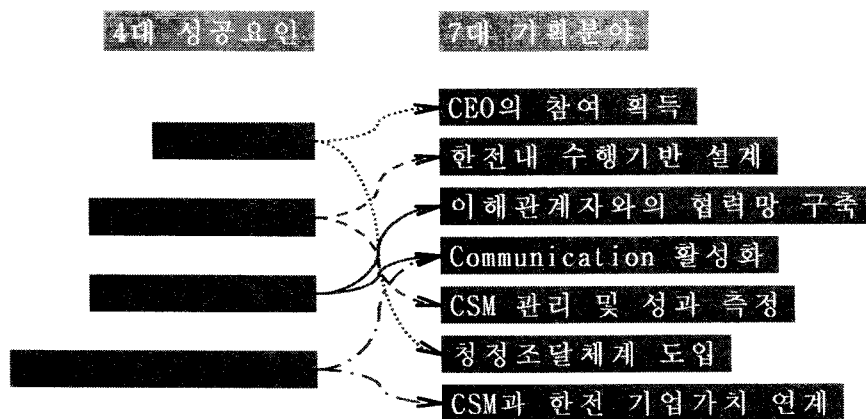 4대 성공요인
7대 기획분야
CEO의 참여 획득
한전내 수행기반 설계
이해관계자와의 협력망 구축
Communication 활성화
CSM 관리 및 성과 측정
청정조달체계 도입
CSM과 한전 기업가치 연계